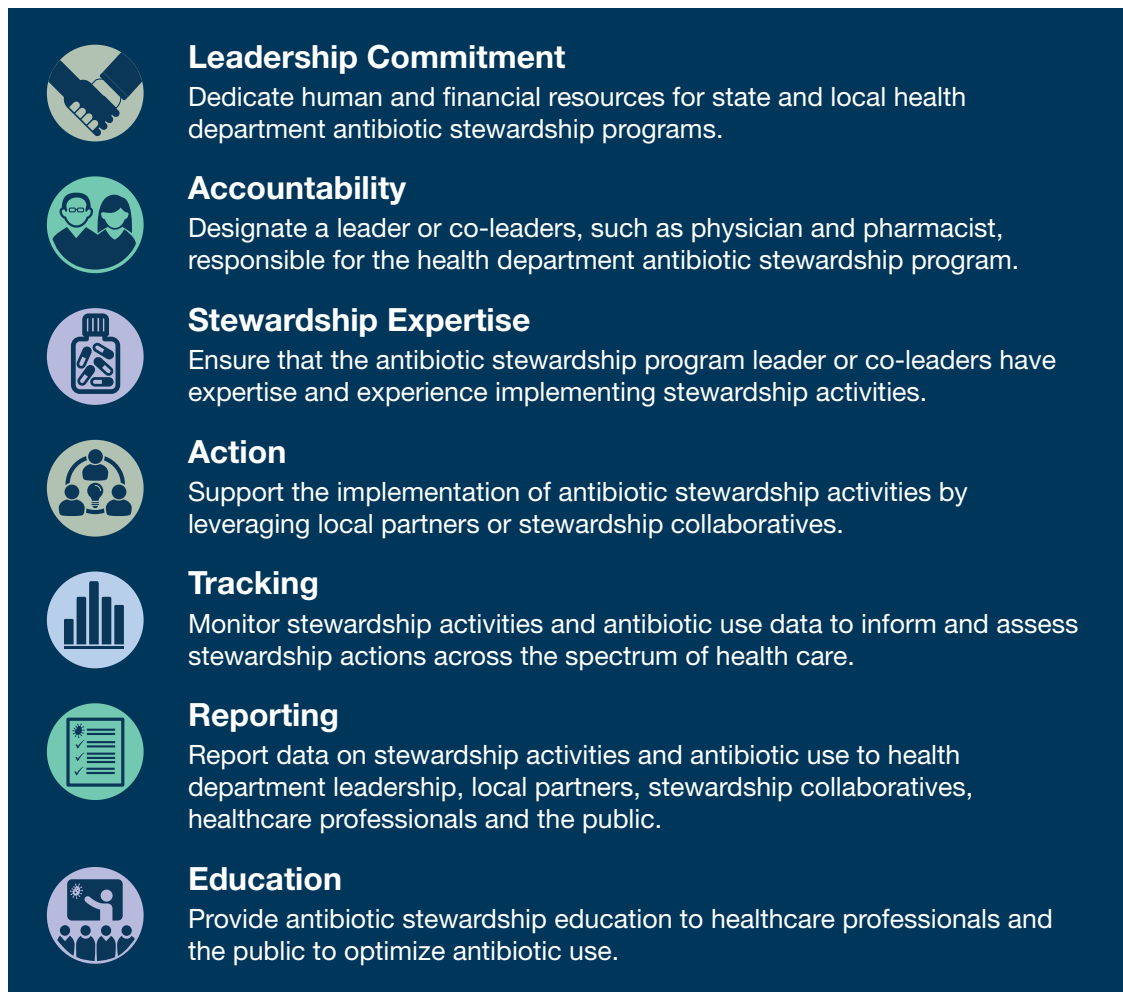 Leadership Commitment
Dedicate human and financial resources for state and local health
department antibiotic stewardship programs.
Accountability
Designate a leader or co-leaders, such as physician and pharmacist,
responsible for the health department antibiotic stewardship program.
Stewardship Expertise
Ensure that the antibiotic stewardship program leader or co-leaders have
expertise and experience implementing stewardship activities.
Action
Support the implementation of antibiotic stewardship activities by
leveraging local partners or stewardship collaboratives.
Tracking
Monitor stewardship activities and antibiotic use data to inform and assess
stewardship actions across the spectrum of health care.
Reporting
Report data on stewardship activities and antibiotic use to health
department leadership, local partners, stewardship collaboratives,
healthcare professionals and the public.
Education
Provide antibiotic stewardship education to healthcare professionals and
the public to optimize antibiotic use.